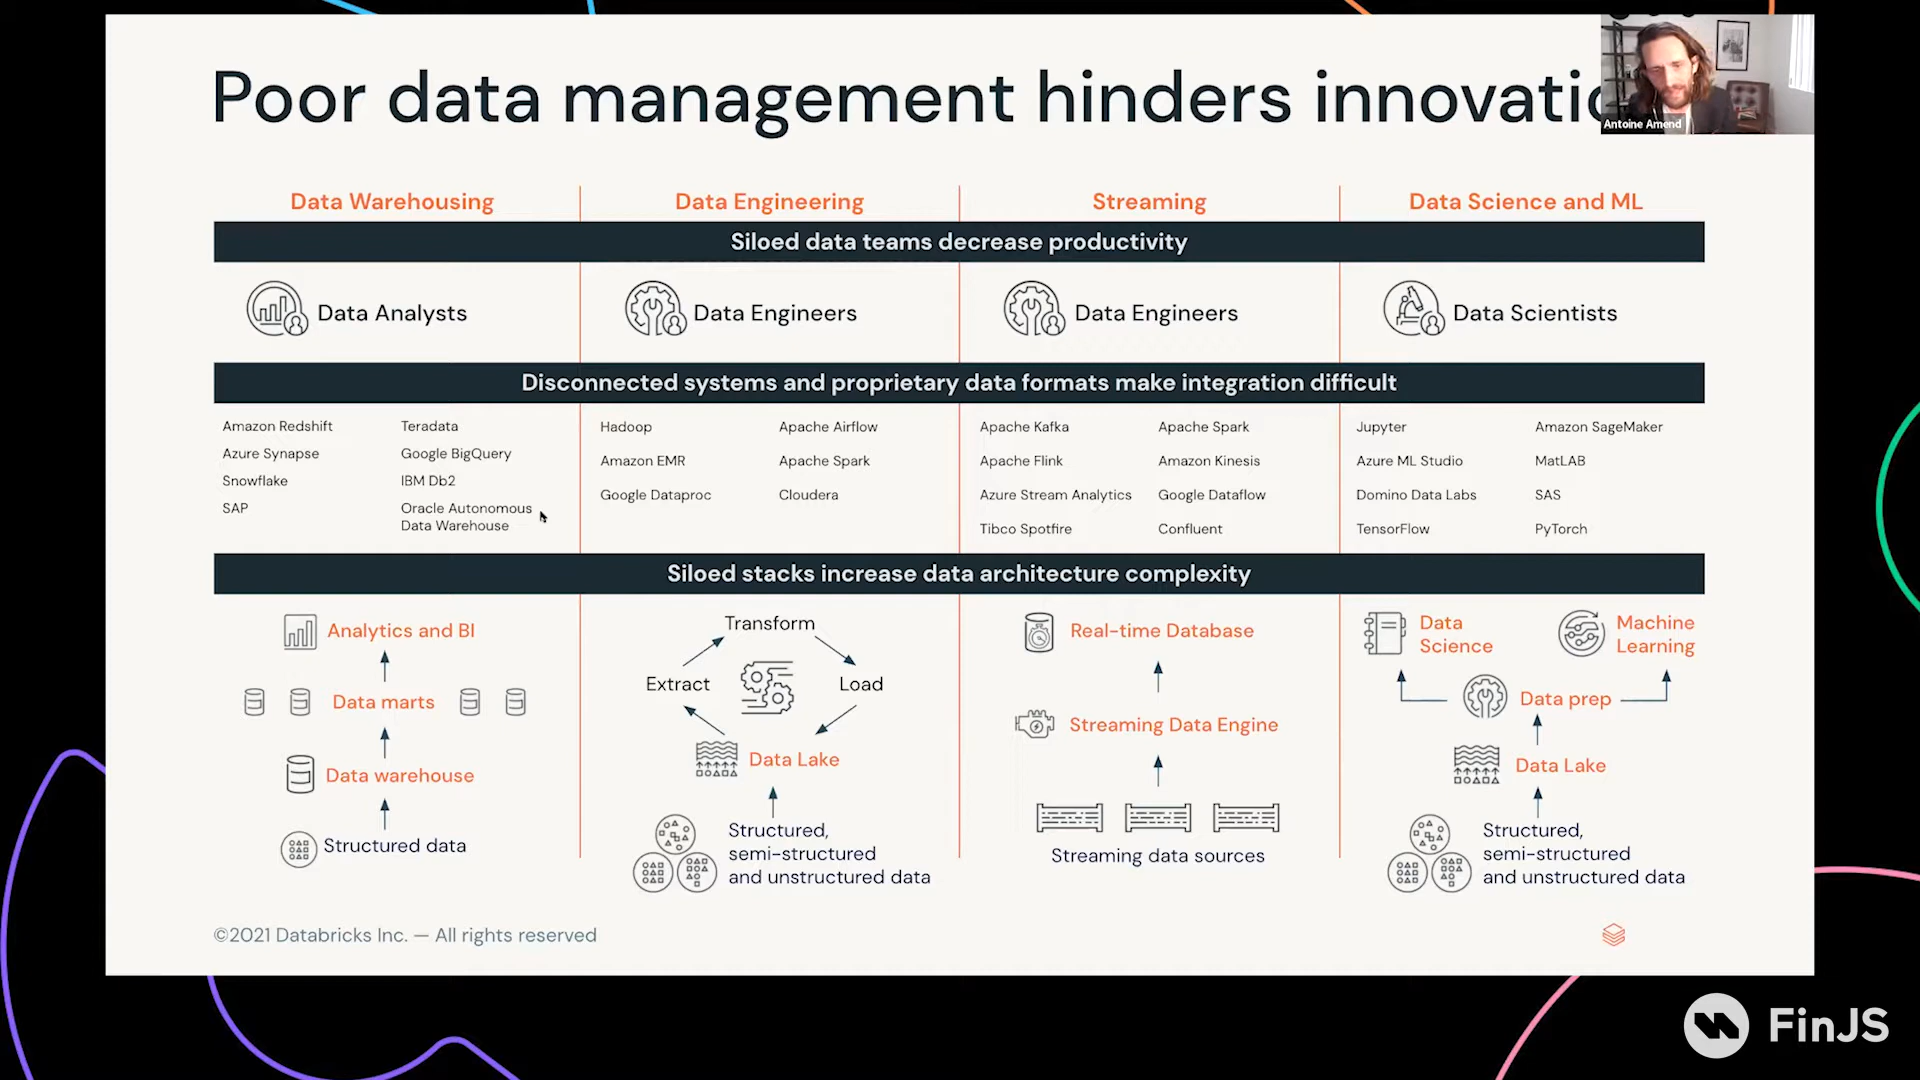 Poor data management hinders innovatio
Antoine Amend
Data Warehousing
Data Engineering
Streaming
Data Science and ML
Siloed data teams decrease productivity
Data Analysts
Data Engineers
Data Engineers
Data Scientists
Disconnected systems and proprietary data formats make integration difficult
Amazon Redshift
Teradata
Azure Synapse
Google BigQuery
Snowflake
IBM Db2
SAP
Oracle Autonomous
Data Warehouse
Hadoop
Apache Airflow
Amazon EMR
Apache Spark
Google Dataproc
Cloudera
Apache Kafka
Apache Spark
Apache Flink
Amazon Kinesis
Azure Stream Analytics
Google Dataflow
Tibco Spotfire
Confluent
Jupyter
Amazon SageMaker
Azure ML Studio
MatLAB
Domino Data Labs
SAS
TensorFlow
PyTorch
Siloed stacks increase data architecture complexity
Analytics and BI
Data marts
Data warehouse
Structured data
Transform
Extract
Load
Data Lake
Structured,
semi-structured
and unstructured data
Real-time Database
Streaming Data Engine
Streaming data sources
Data
Science
Machine
Learning
Data prep
Data Lake
Structured,
semi-structured
and unstructured data
©2021 Databricks Inc. — All rights reserved
FinJS